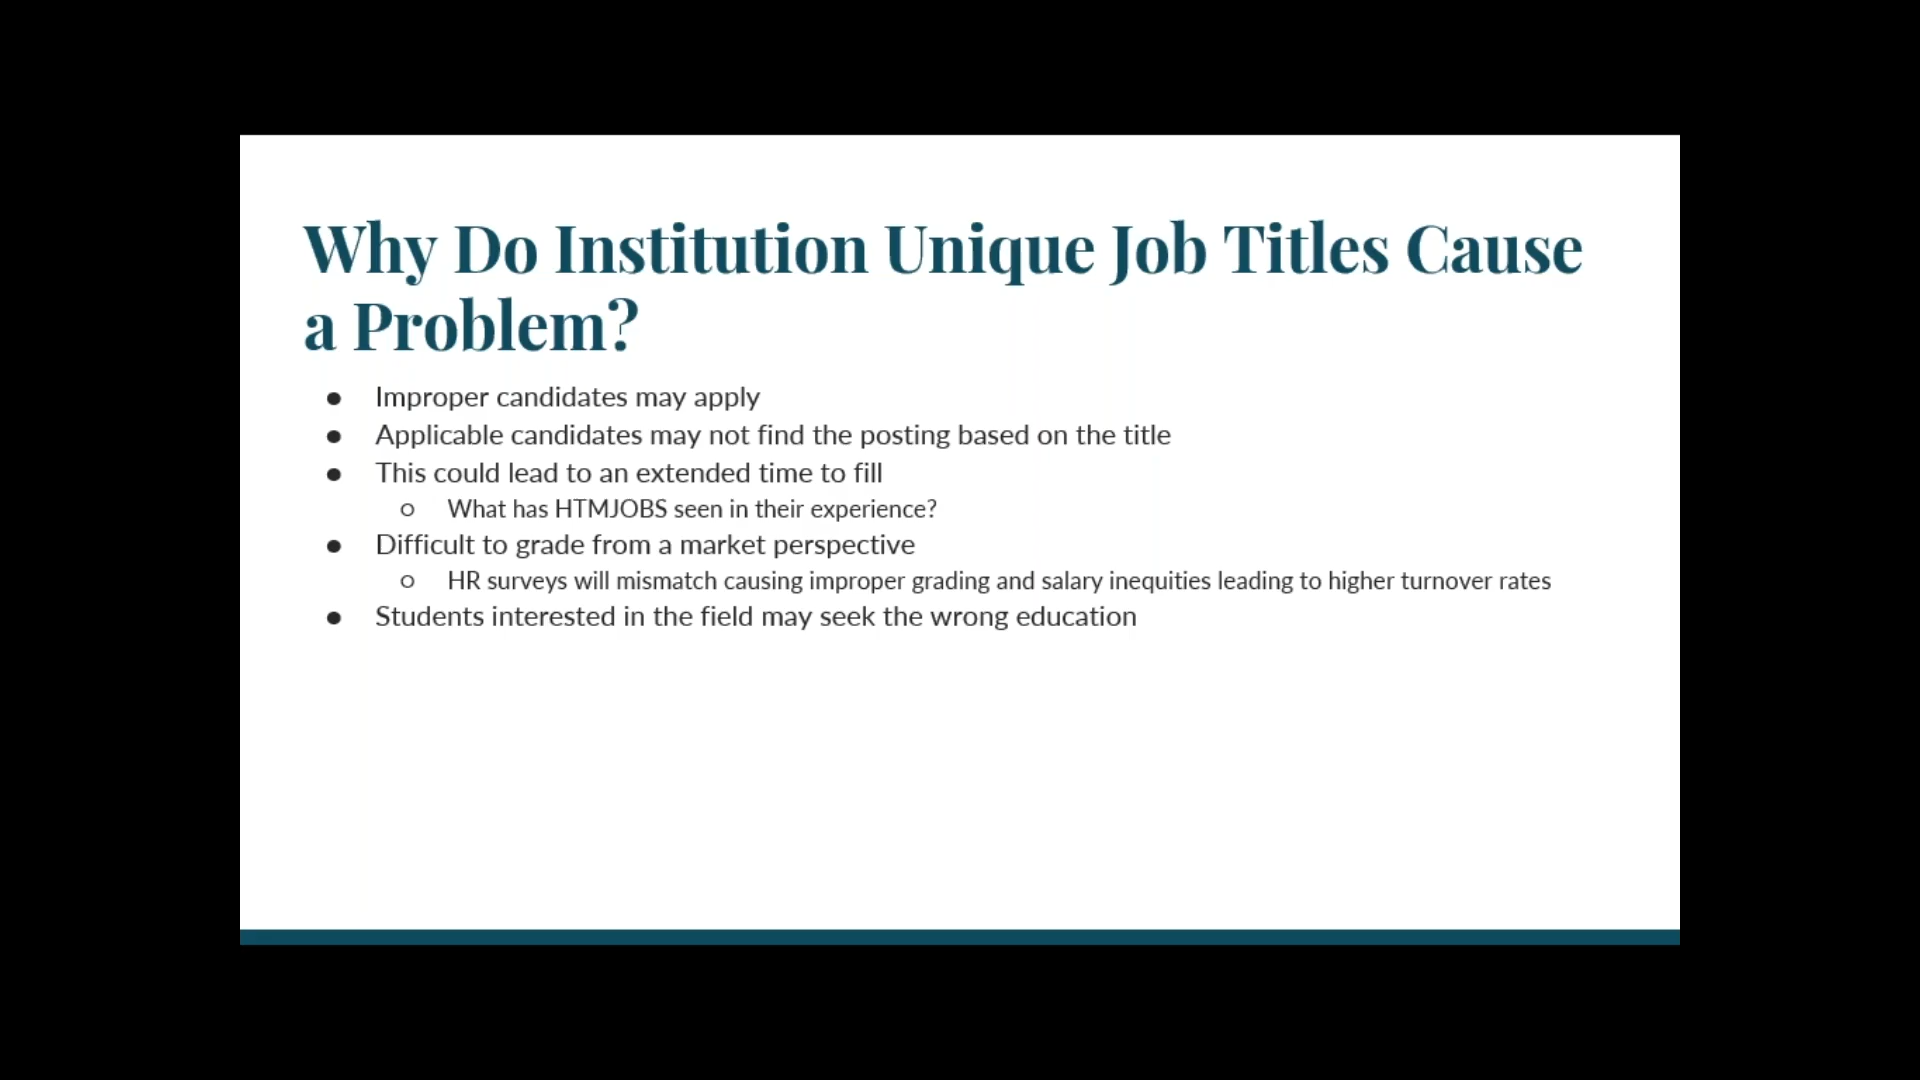 Why Do Institution Unique Job Titles Cause
a Problem?
● Improper candidates may apply
● Applicable candidates may not find the posting based on the title
● This could lead to an extended time to fill
○ What has HTMJOBS seen in their experience?
● Difficult to grade from a market perspective
○ HR surveys will mismatch causing improper grading and salary inequities leading to higher turnover rates
● Students interested in the field may seek the wrong education